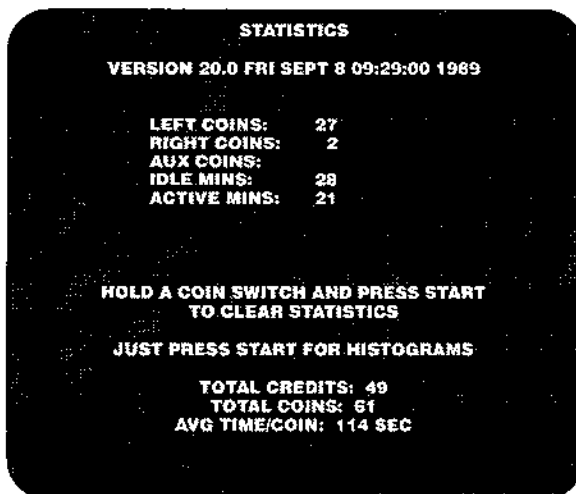 STATISTICS
VERSION 20.0 FRI SEPT 8 09:29:00 1989
LEFT COINS: 27
RIGHT COINS: 2
AUX COINS:
IDLE MINS: 28
ACTIVE MINS: 21
HOLD A COIN SWITCH AND PRESS START
TO CLEAR STATISTICS
JUST PRESS START FOR HISTOGRAMS
TOTAL CREDITS: 49
TOTAL COINS: 61
AVG TIME/COIN: 114 SEC